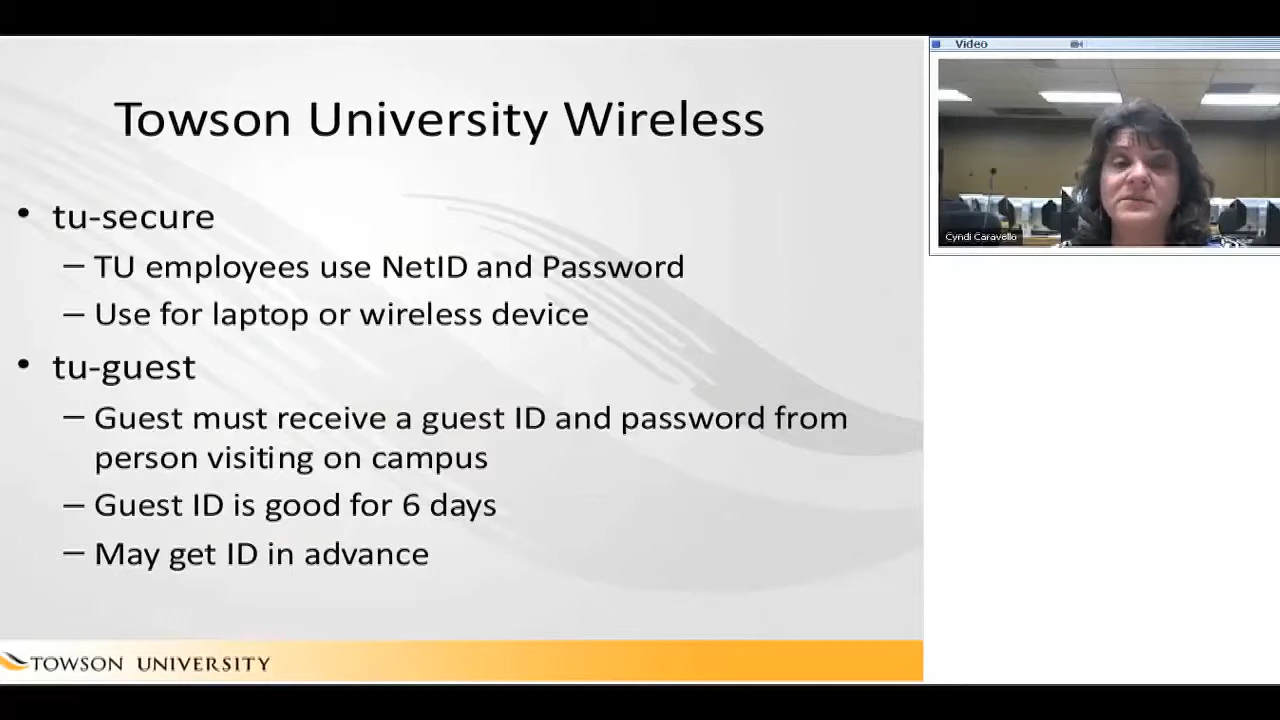 Towson University Wireless
• tu-secure
– TU employees use NetID and Password
– Use for laptop or wireless device
• tu-guest
– Guest must receive a guest ID and password from
person visiting on campus
– Guest ID is good for 6 days
– May get ID in advance
TOWSON UNIVERSITY
Video
Cyndi Caravello